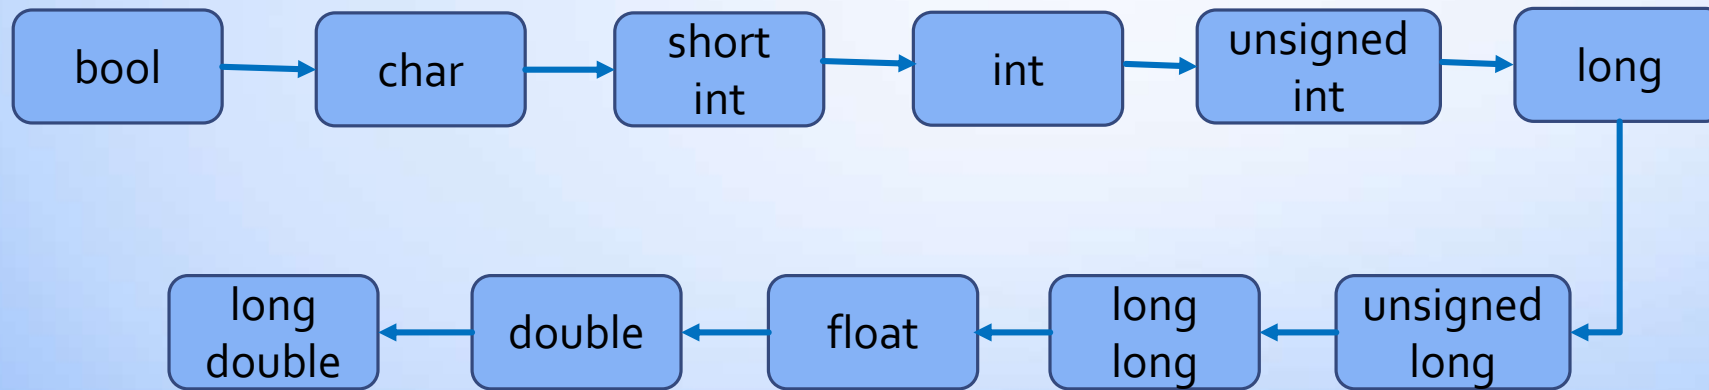 bool
char
short
int
int
unsigned
int
long
long
double
double
float
long
long
unsigned
long